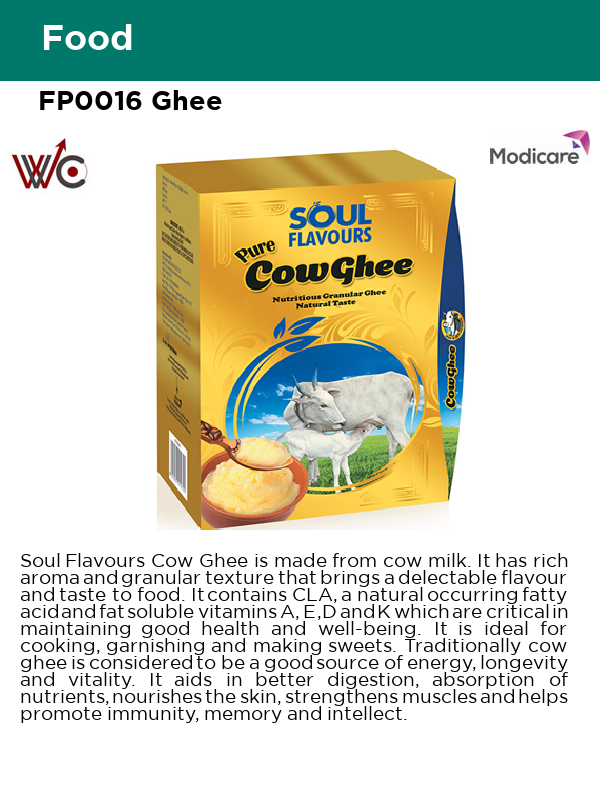 Food
FP0016 Ghee
WC
Modicare
SOUL
FLAVOURS
Pure
Cow Ghee
Nutritious Granular Ghee
Natural Taste
Cow Ghee
Soul Flavours Cow Ghee is made from cow milk. It has rich
aroma and granular texture that brings a delectable flavour
and taste to food. It contains CLA, a natural occurring fatty
acid and fat soluble vitamins A, E ,D and K which are critical in
maintaining good health and well-being. It is ideal for
cooking, garnishing and making sweets. Traditionally cow
ghee is considered to be a good source of energy, longevity
and vitality. It aids in better digestion, absorption of
nutrients, nourishes the skin, strengthens muscles and helps
promote immunity, memory and intellect.